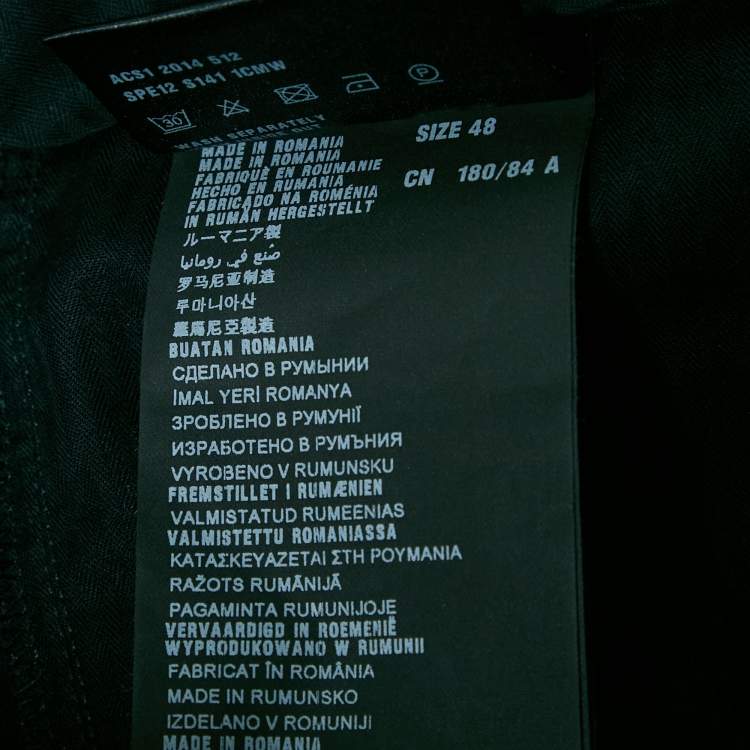 ACS1 2014 512
SPE12 S141 1CMW
30
P
WASH SEPARATELY
SIZE 48
CN 180/84 A
MADE IN ROMANIA
MADE IN ROMANIA
FABRIQUÉ EN ROUMANIE
HECHO EN RUMANIA
FABRICADO NA ROMÉNIA
IN RUMÄN HERGESTELLT
ルーマニア製
صُنع في رومانيا
罗马尼亚制造
루마니아산
羅馬尼亞製造
BUATAN ROMANIA
СДЕЛАНО В РУМЫНИИ
İMAL YERİ ROMANYA
ЗРОБЛЕНО В РУМУНІЇ
ИЗРАБОТЕНО В РУМЪНИЯ
VYROBENO V RUMUNSKU
FREMSTILLET I RUMÆNIEN
VALMISTATUD RUMEENIAS
VALMISTETTU ROMANIASSA
ΚΑΤΑΣΚΕΥΑΖΕΤΑΙ ΣΤΗ ΡΟΥΜΑΝΙΑ
RAŽOTS RUMĀNIJĀ
PAGAMINTA RUMUNIJOJE
VERVAARDIGD IN ROEMENIË
WYPRODUKOWANO W RUMUNII
FABRICAT ÎN ROMÂNIA
MADE IN RUMUNSKO
IZDELANO V ROMUNIJI
MADE IN ROMANIA